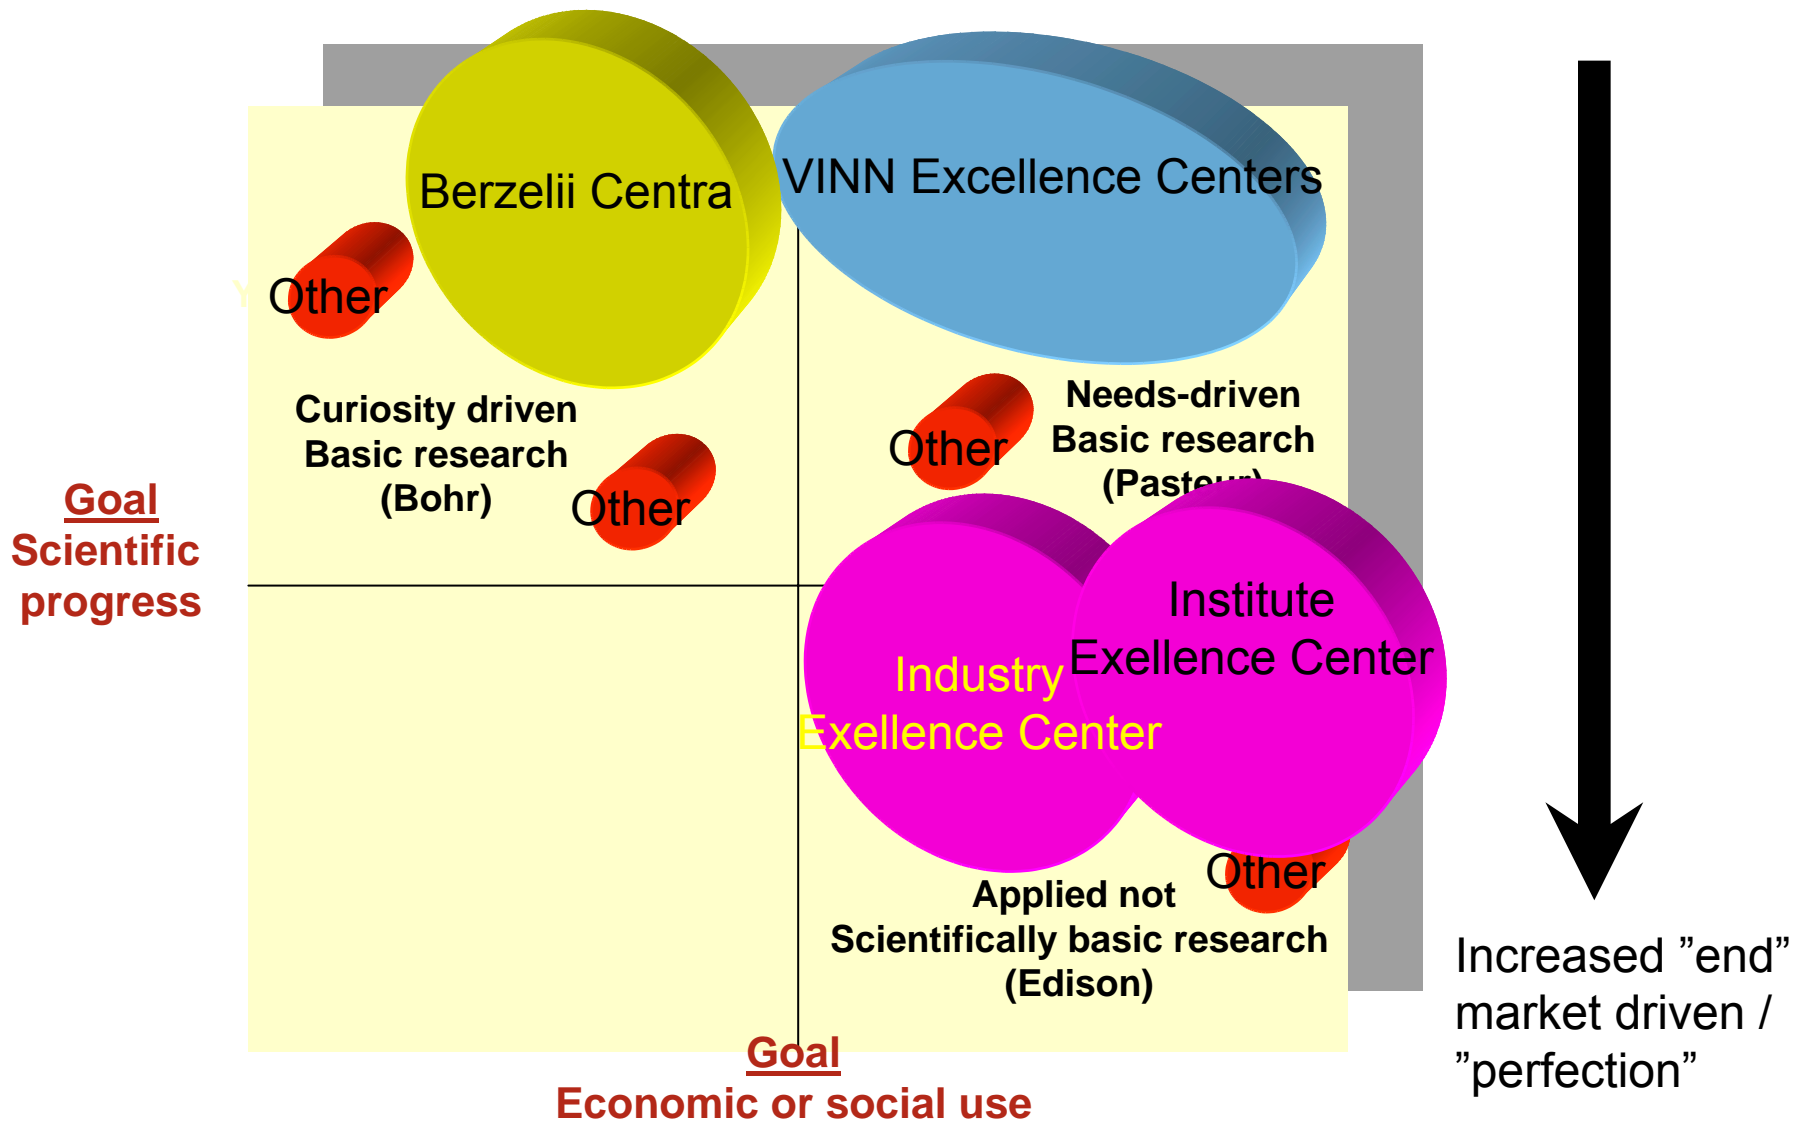 Berzelii Centra
VINN Excellence Centers
Other
Curiosity driven
Basic research
(Bohr)
Other
Other
Needs-driven
Basic research
(Pasteur)
Goal
Scientific
progress
Industry
Exellence Center
Institute
Exellence Center
Other
Applied not
Scientifically basic research
(Edison)
Goal
Economic or social use
Increased ”end”
market driven /
”perfection”